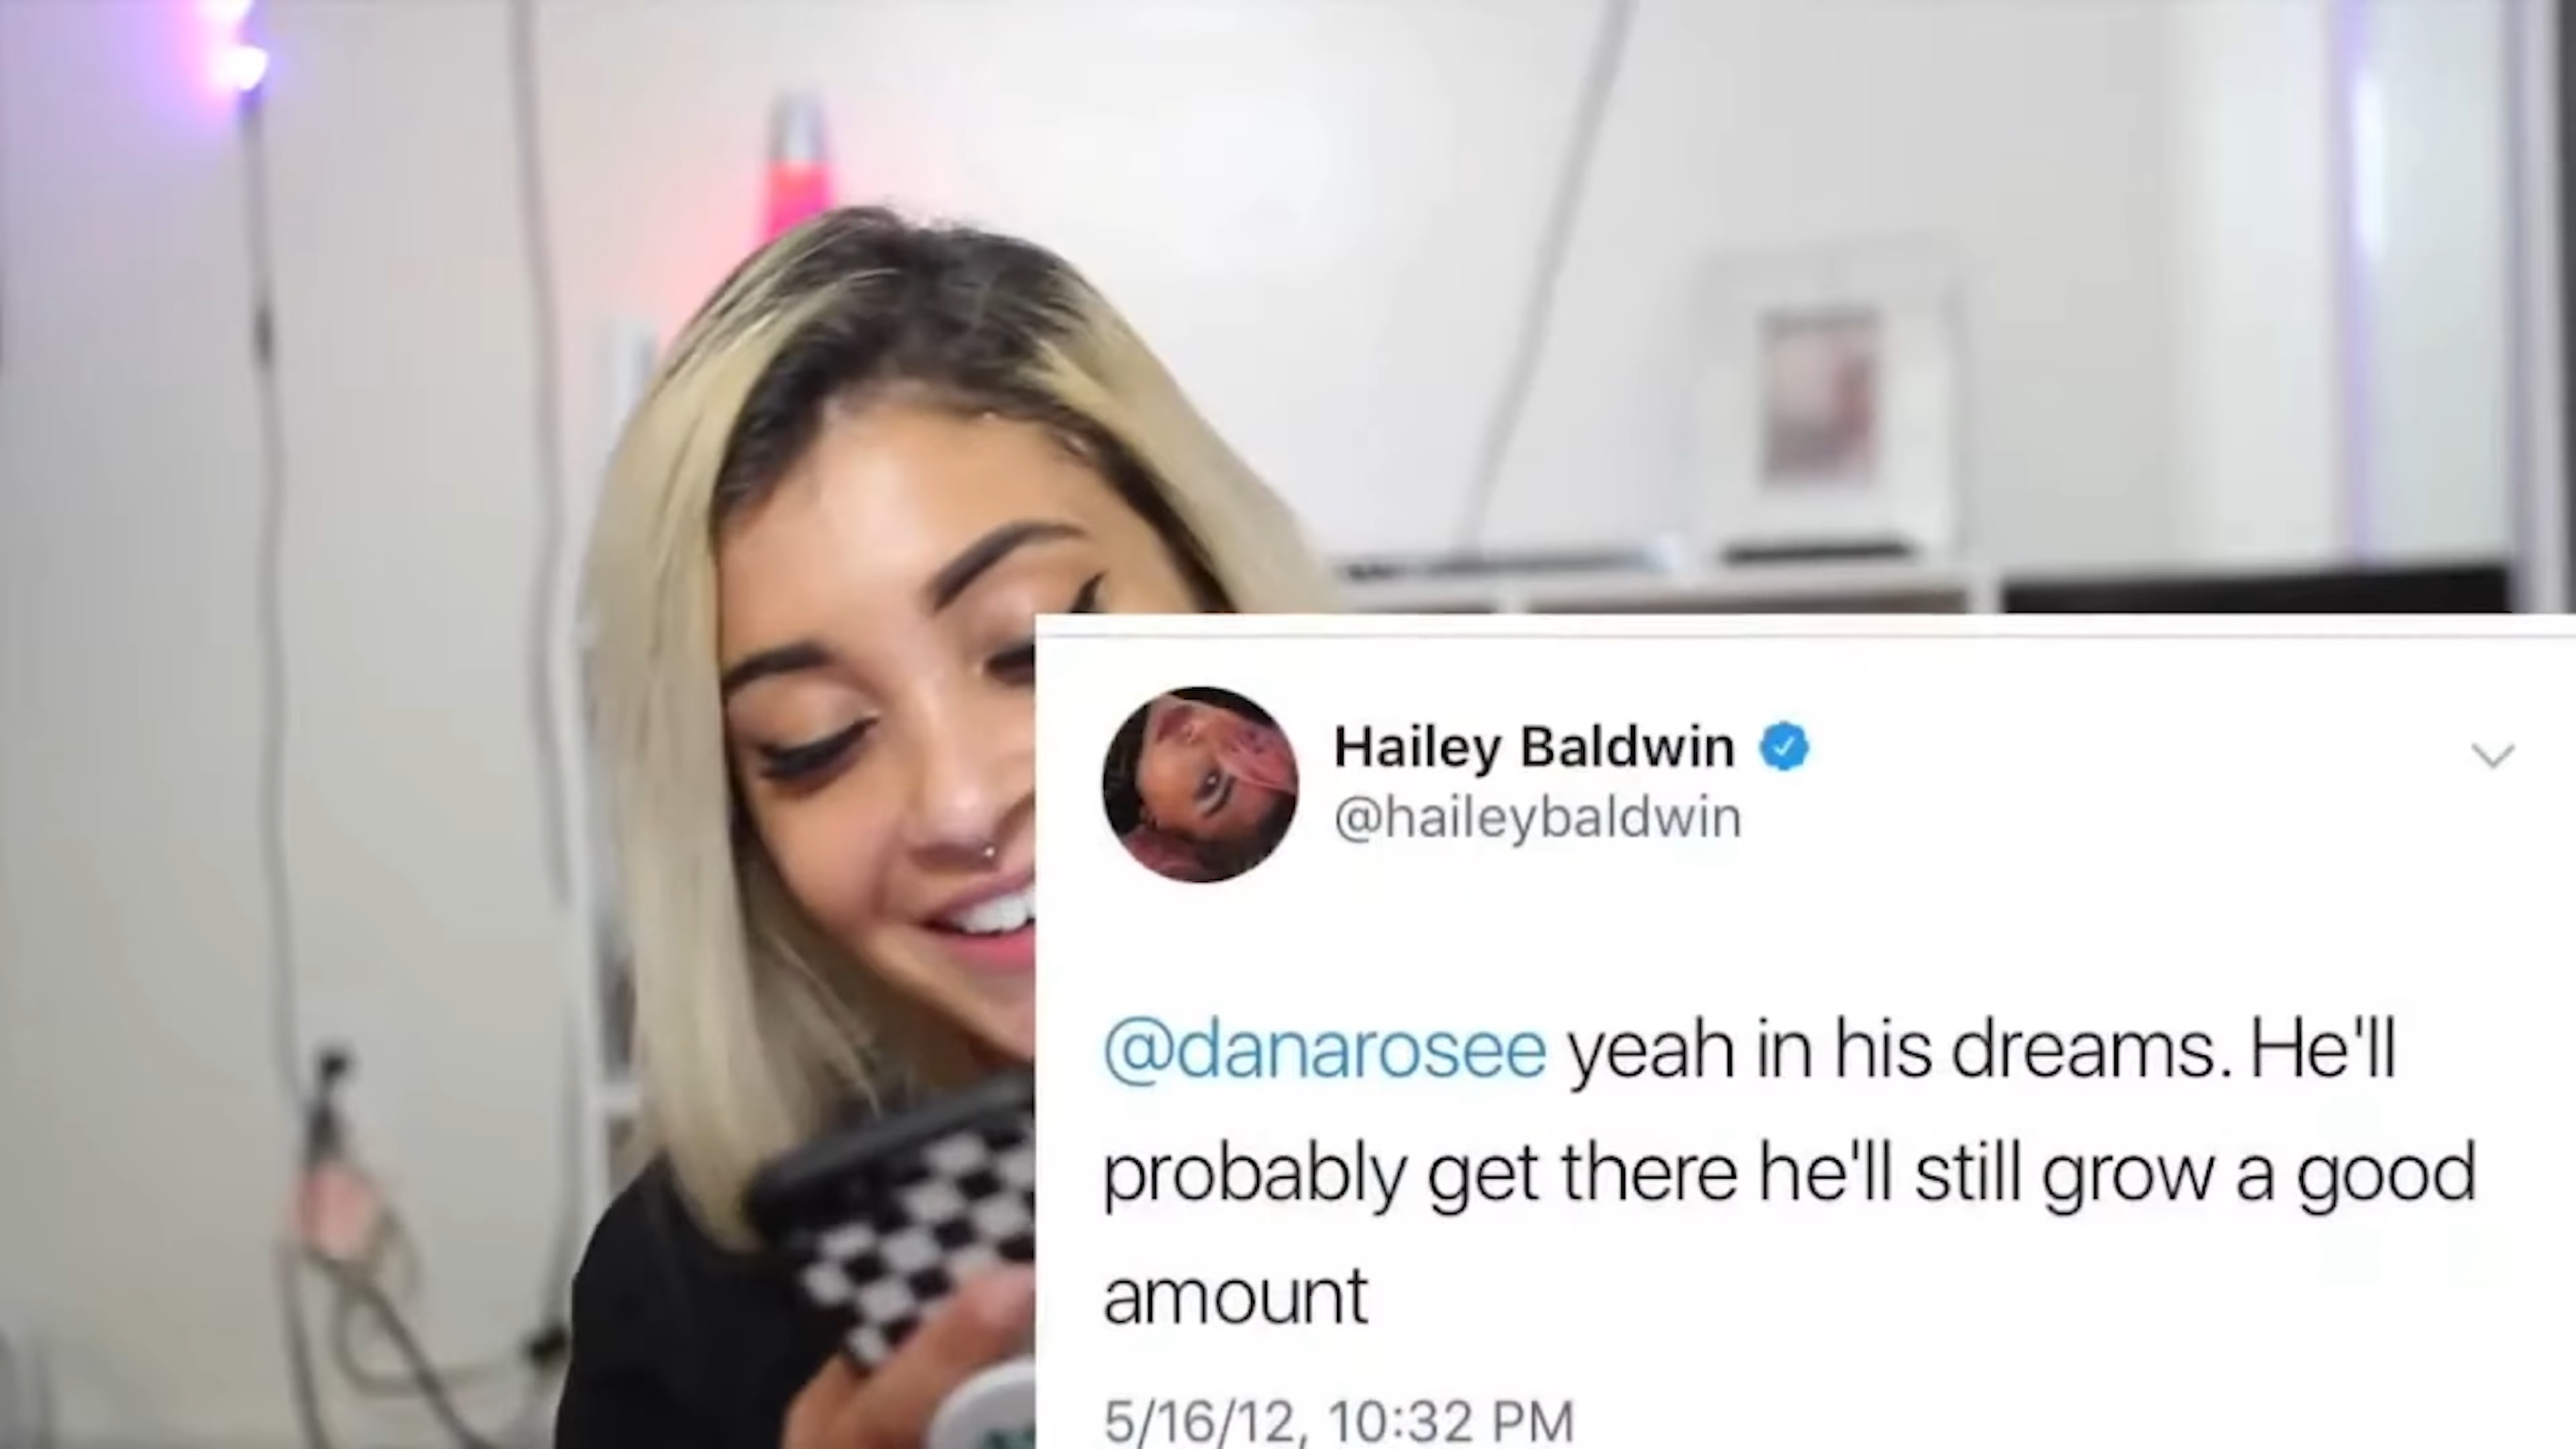 Hailey Baldwin
@haileybaldwin
@danarosee yeah in his dreams. He'll
probably get there he'll still grow a good
amount
5/16/12, 10:32 PM